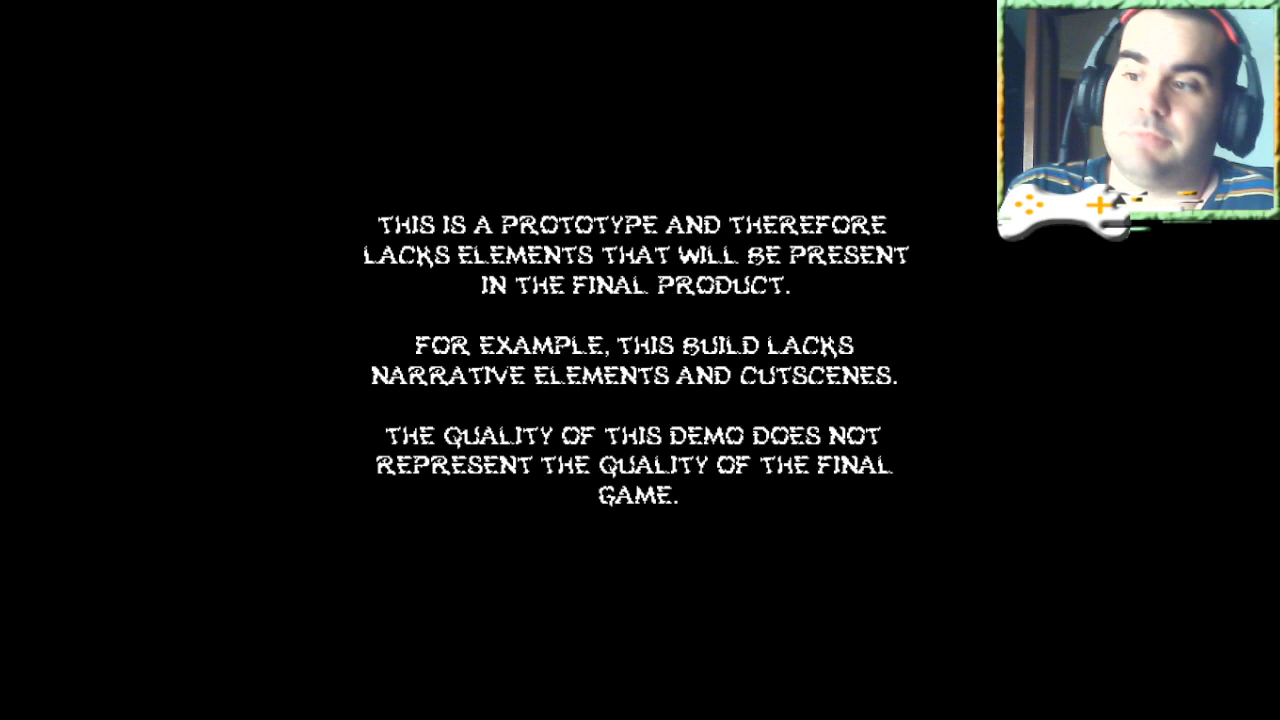 THIS IS A PROTOTYPE AND THEREFORE
LACKS ELEMENTS THAT WILL BE PRESENT
IN THE FINAL PRODUCT.
FOR EXAMPLE, THIS BUILD LACKS
NARRATIVE ELEMENTS AND CUTSCENES.
THE QUALITY OF THIS DEMO DOES NOT
REPRESENT THE QUALITY OF THE FINAL
GAME.